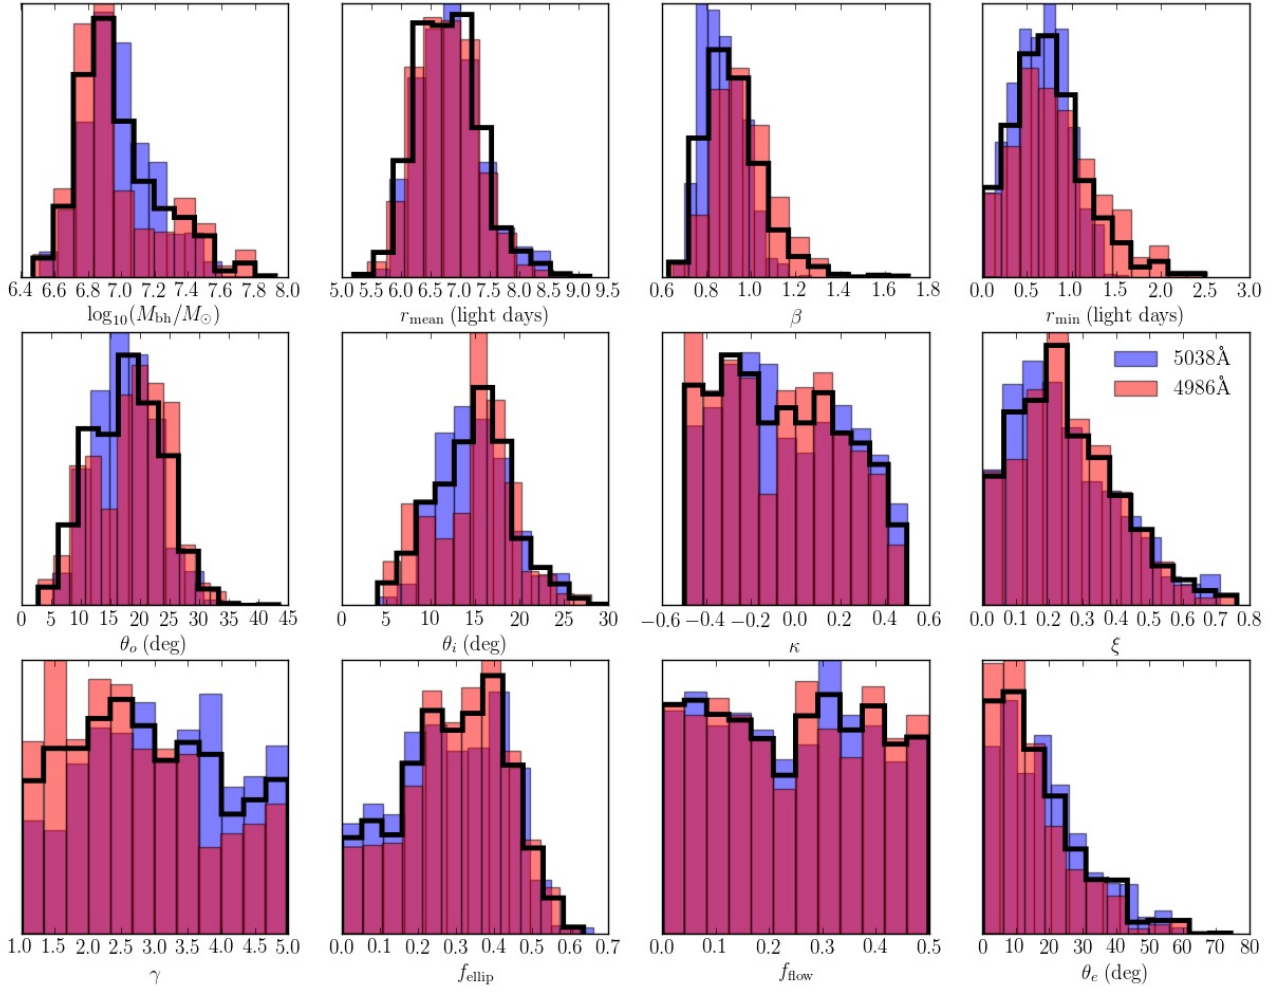 6.4 6.6 6.8 7.0 7.2 7.4 7.6 7.8 8.0
log₁₀(M_bh/M_⊙)
5.0 5.5 6.0 6.5 7.0 7.5 8.0 8.5 9.0 9.5
r_mean (light days)
0.6 0.8 1.0 1.2 1.4 1.6 1.8
β
0.0 0.5 1.0 1.5 2.0 2.5 3.0
r_min (light days)
0 5 10 15 20 25 30 35 40 45
θ_o (deg)
0 5 10 15 20 25 30
θ_i (deg)
−0.6 −0.4 −0.2 0.0 0.2 0.4 0.6
κ
5038Å
4986Å
0.0 0.1 0.2 0.3 0.4 0.5 0.6 0.7 0.8
ξ
1.0 1.5 2.0 2.5 3.0 3.5 4.0 4.5 5.0
γ
0.0 0.1 0.2 0.3 0.4 0.5 0.6 0.7
f_ellip
0.0 0.1 0.2 0.3 0.4 0.5
f_flow
0 10 20 30 40 50 60 70 80
θ_e (deg)